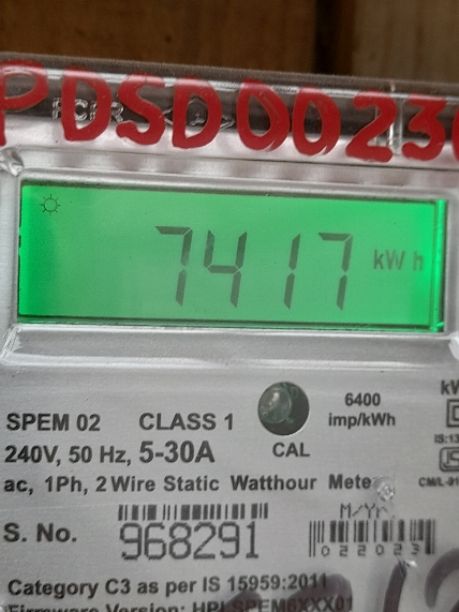 PDSD0023
7417 kWh
SPEM 02 CLASS 1
6400
imp/kWh
CAL
240V, 50 Hz, 5-30A
ac, 1Ph, 2 Wire Static Watthour Mete
M/Yr.
S. No. 968291
022023
Category C3 as per IS 15959:2011